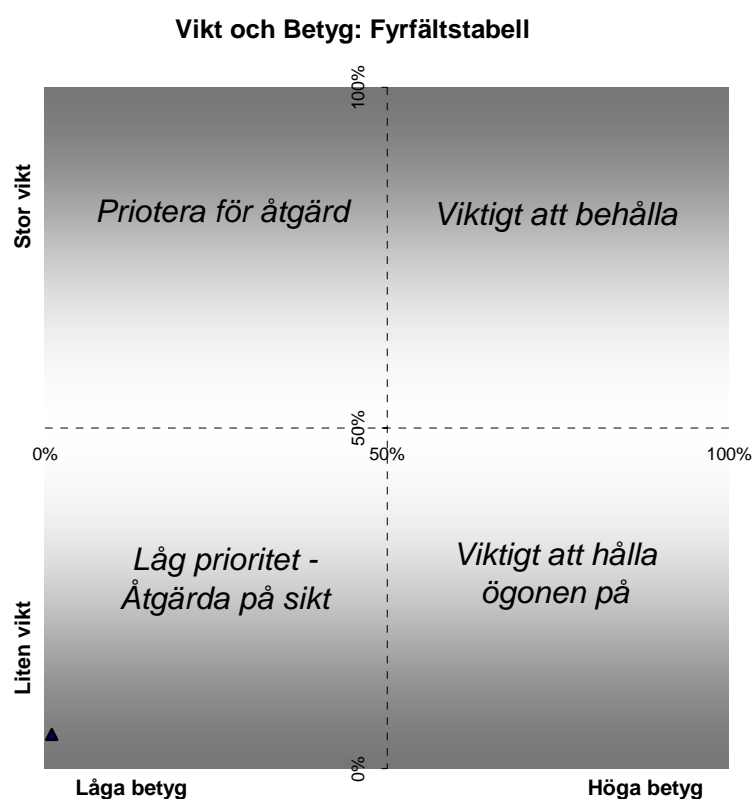 Vikt och Betyg: Fyrfältstabell
100%
Stor vikt
Priotera för åtgärd
Viktigt att behålla
50%
0%
50%
100%
Låg prioritet -
Åtgärda på sikt
Viktigt att hålla
ögonen på
Liten vikt
0%
Låga betyg
Höga betyg